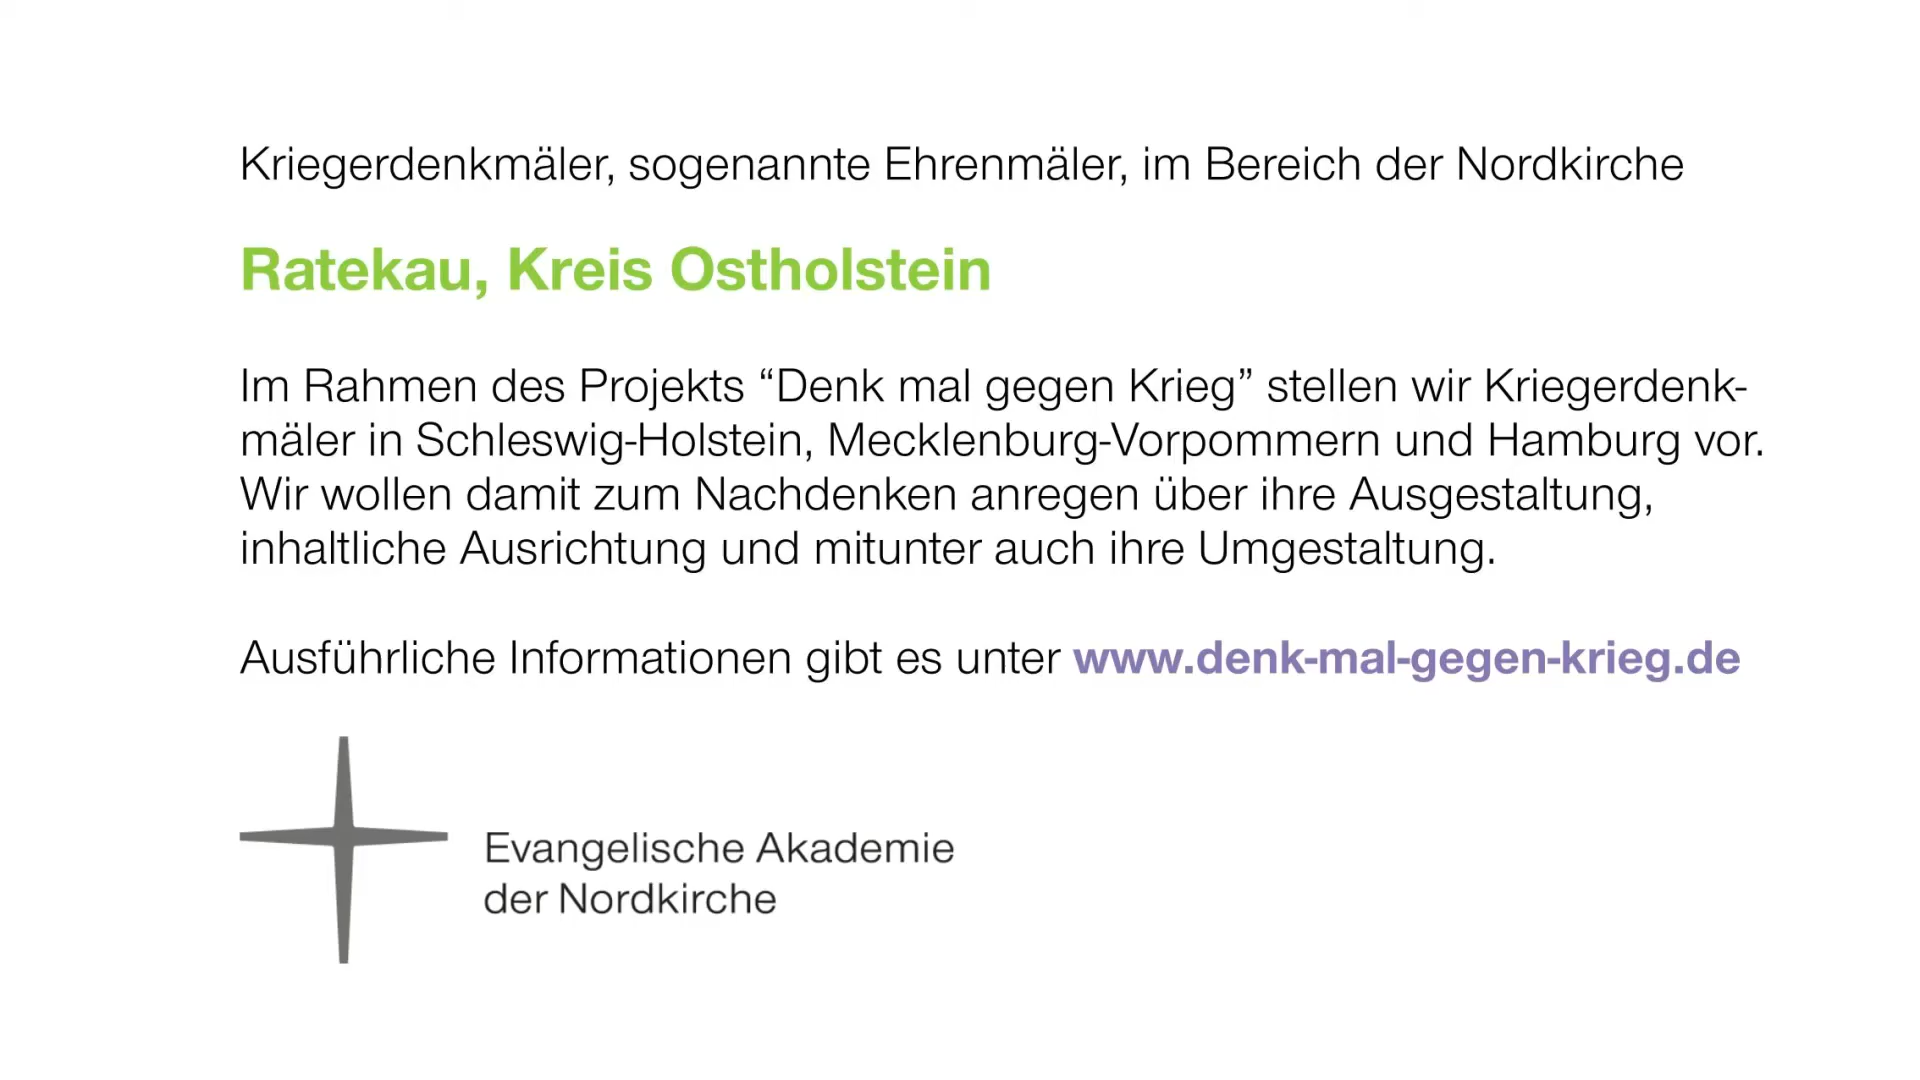 Kriegerdenkmäler, sogenannte Ehrenmäler, im Bereich der Nordkirche
Ratekau, Kreis Ostholstein
Im Rahmen des Projekts “Denk mal gegen Krieg” stellen wir Kriegerdenk-
mäler in Schleswig-Holstein, Mecklenburg-Vorpommern und Hamburg vor.
Wir wollen damit zum Nachdenken anregen über ihre Ausgestaltung,
inhaltliche Ausrichtung und mitunter auch ihre Umgestaltung.
Ausführliche Informationen gibt es unter www.denk-mal-gegen-krieg.de
Evangelische Akademie
der Nordkirche